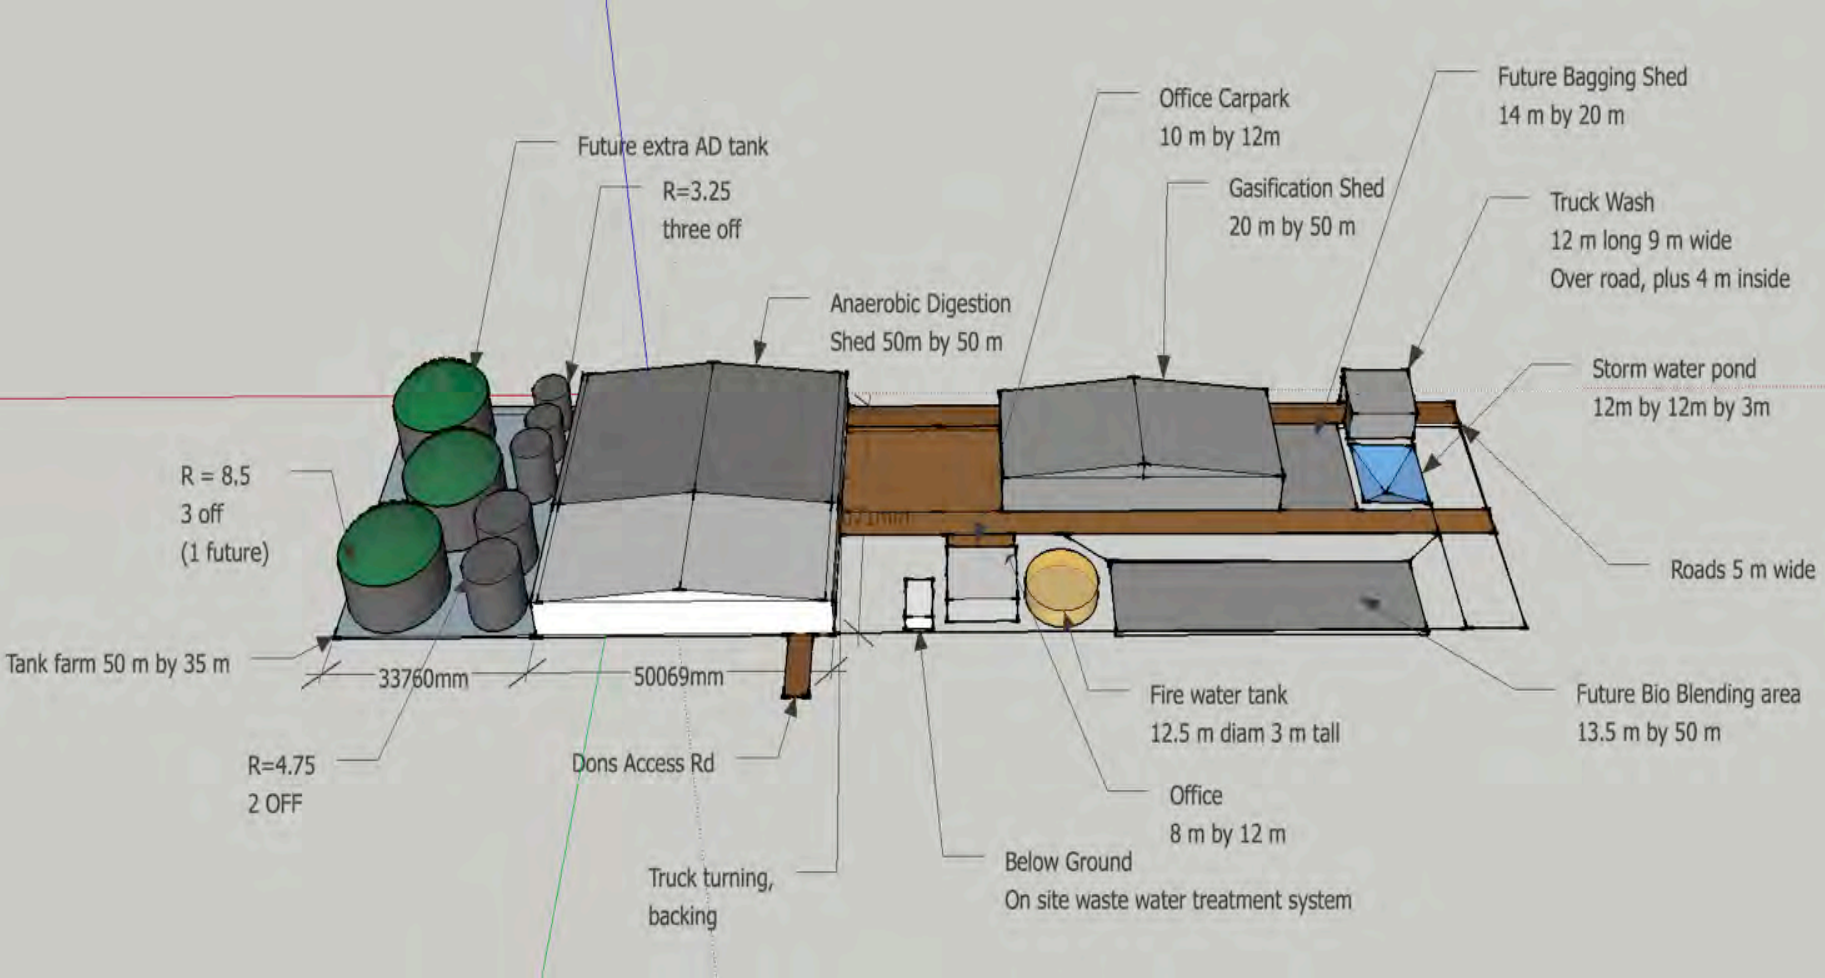 Future Bagging Shed
14 m by 20 m
Office Carpark
10 m by 12m
Future extra AD tank
R=3.25
three off
Gasification Shed
20 m by 50 m
Truck Wash
12 m long 9 m wide
Over road, plus 4 m inside
Anaerobic Digestion
Shed 50m by 50 m
Storm water pond
12m by 12m by 3m
R = 8.5
3 off
(1 future)
Roads 5 m wide
Tank farm 50 m by 35 m
33760mm
50069mm
Fire water tank
12.5 m diam 3 m tall
Future Bio Blending area
13.5 m by 50 m
R=4.75
2 OFF
Dons Access Rd
Office
8 m by 12 m
Below Ground
On site waste water treatment system
Truck turning,
backing